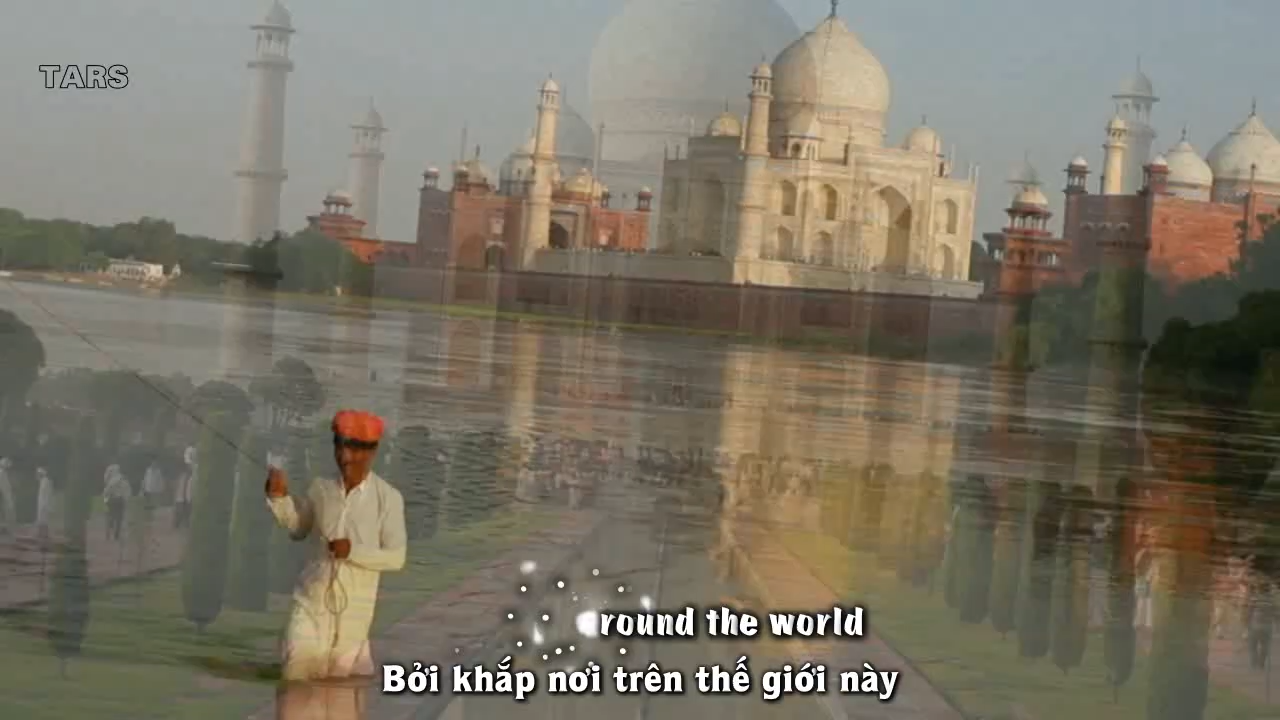 TARS
round the world
Bởi khắp nơi trên thế giới này